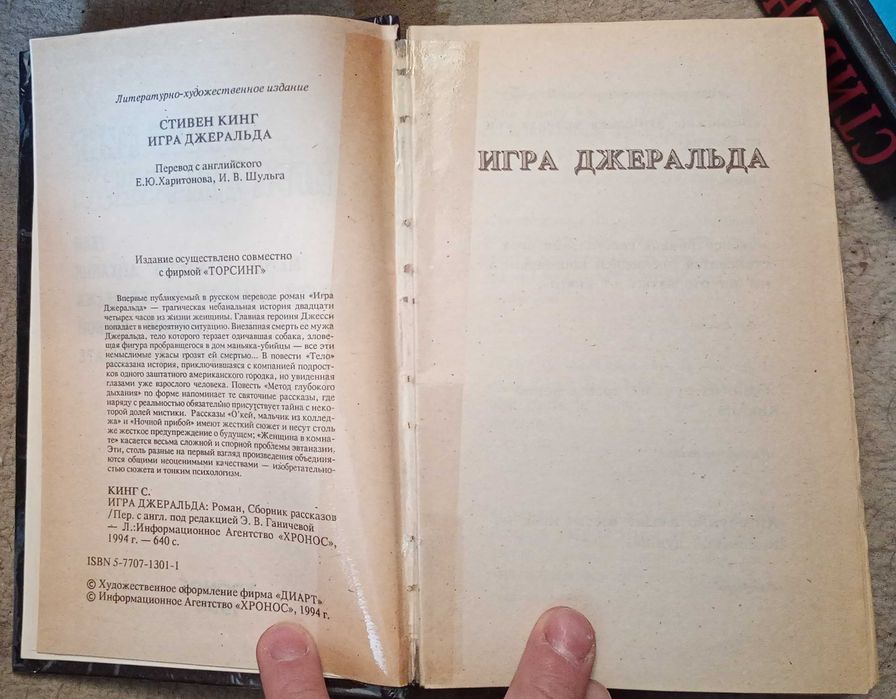 Литературно-художественное издание
СТИВЕН КИНГ
ИГРА ДЖЕРАЛЬДА
Перевод с английского
Е.Ю.Харитонова, И. В. Шульга
Издание осуществлено совместно
с фирмой «ТОРСИНГ»
Впервые публикуемый в русском переводе роман «Игра
Джеральда» — трагическая небанальная история двадцати
четырех часов из жизни женщины. Главная героиня Джесси
попадает в невероятную ситуацию. Внезапная смерть ее мужа
Джеральда, тело которого терзает одичавшая собака, злове-
щая фигура пробравшегося в дом маньяка-убийцы — все эти
немыслимые ужасы грозят ей смертью... В повести «Тело»
рассказана история, приключившаяся с компанией подрост-
ков одного заштатного американского городка, но увиденная
глазами уже взрослого человека. Повесть «Метод глубокого
дыхания» по форме напоминает те святочные рассказы, где
наряду с реальностью обязательно присутствует тайна с неко-
торой долей мистики. Рассказы «О'кей, мальчик из коллед-
жа» и «Ночной прибой» имеют жесткий сюжет и несут столь
же жесткое предупреждение о будущем; «Женщина в комна-
те» касается весьма сложной и спорной проблемы эвтаназии.
Эти, столь разные на первый взгляд произведения объединя-
ются общими неоценимыми качествами — изобретательно-
стью сюжета и тонким психологизмом.
КИНГ С.
ИГРА ДЖЕРАЛЬДА: Роман, Сборник рассказов
/Пер. с англ. под редакцией Э. В. Ганичевой
— Л.:Информационное Агентство «ХРОНОС»,
1994 г. — 640 с.
ISBN 5-7707-1301-1
© Художественное оформление фирма «ДИАРТ»
© Информационное Агентство «ХРОНОС», 1994 г.
ИГРА ДЖЕРАЛЬДА
СТИВЕН